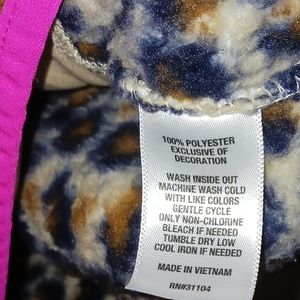 100% POLYESTER
EXCLUSIVE OF
DECORATION
WASH INSIDE OUT
MACHINE WASH COLD
WITH LIKE COLORS
GENTLE CYCLE
ONLY NON-CHLORINE
BLEACH IF NEEDED
TUMBLE DRY LOW
COOL IRON IF NEEDED
MADE IN VIETNAM
RN#31104